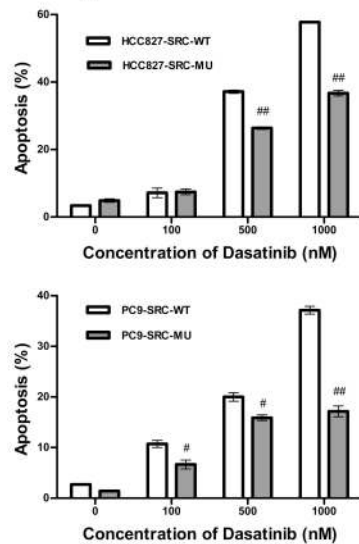 60
40
20
0
Apoptosis (%)
HCC827-SRC-WT
HCC827-SRC-MU
##
##
0 100 500 1000
Concentration of Dasatinib (nM)
40
30
20
10
0
Apoptosis (%)
PC9-SRC-WT
PC9-SRC-MU
#
#
##
0 100 500 1000
Concentration of Dasatinib (nM)